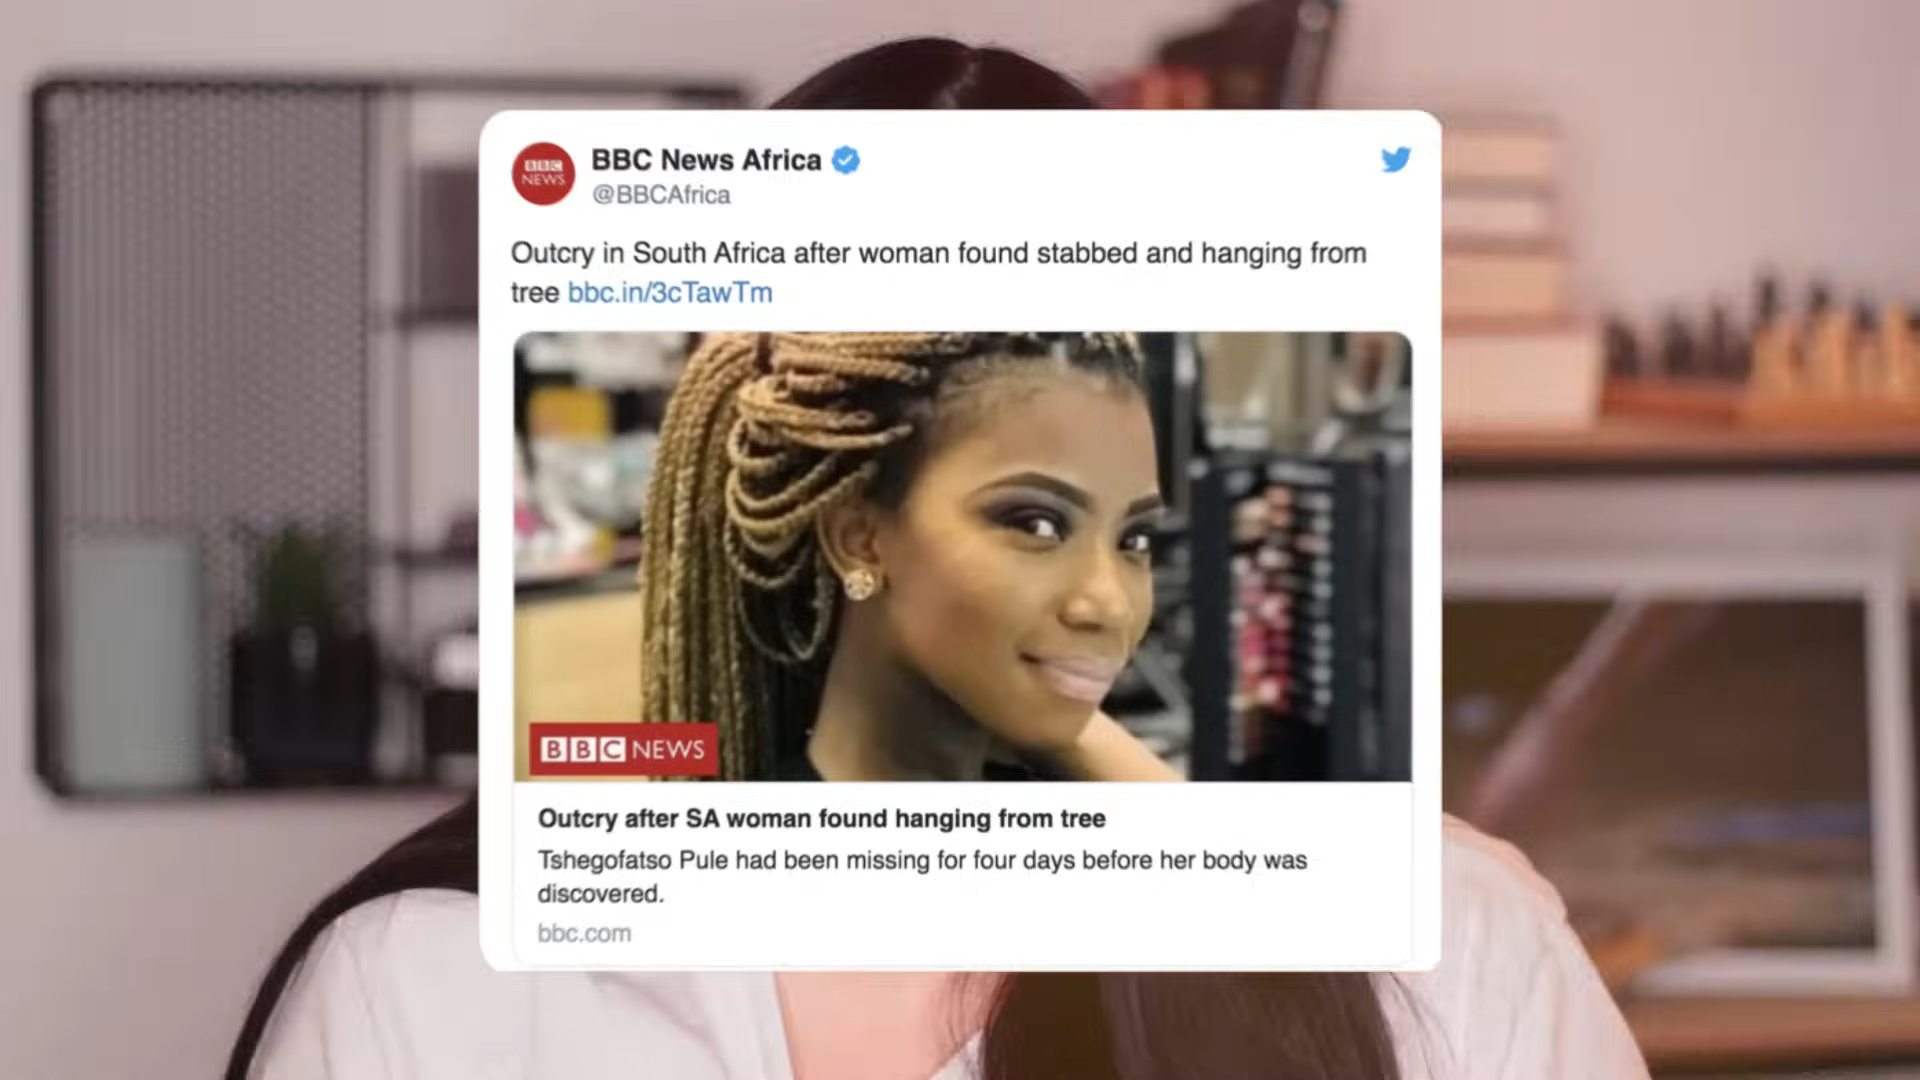 BBC NEWS
BBC News Africa
@BBCAfrica
Outcry in South Africa after woman found stabbed and hanging from
tree bbc.in/3cTawTm
BBC NEWS
Outcry after SA woman found hanging from tree
Tshegofatso Pule had been missing for four days before her body was
discovered.
bbc.com